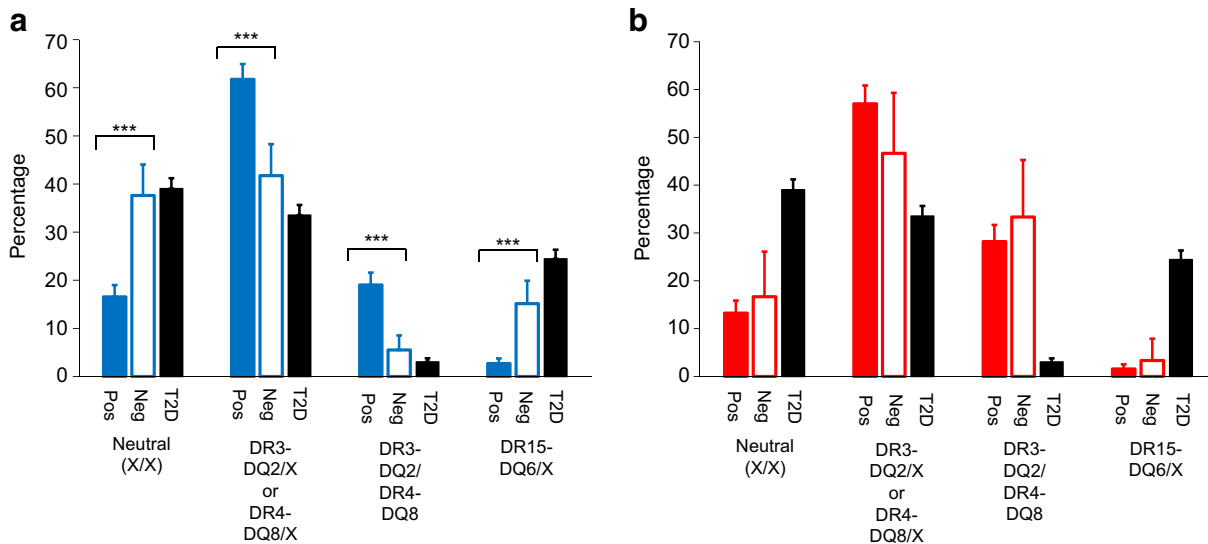 a
Percentage
70
60
50
40
30
20
10
0
***
***
***
***
Pos
Neg
T2D
Pos
Neg
T2D
Pos
Neg
T2D
Pos
Neg
T2D
Neutral
(X/X)
DR3-
DQ2/X
or
DR4-
DQ8/X
DR3-
DQ2/
DR4-
DQ8
DR15-
DQ6/X
b
Percentage
70
60
50
40
30
20
10
0
Pos
Neg
T2D
Pos
Neg
T2D
Pos
Neg
T2D
Pos
Neg
T2D
Neutral
(X/X)
DR3-
DQ2/X
or
DR4-
DQ8/X
DR3-
DQ2/
DR4-
DQ8
DR15-
DQ6/X